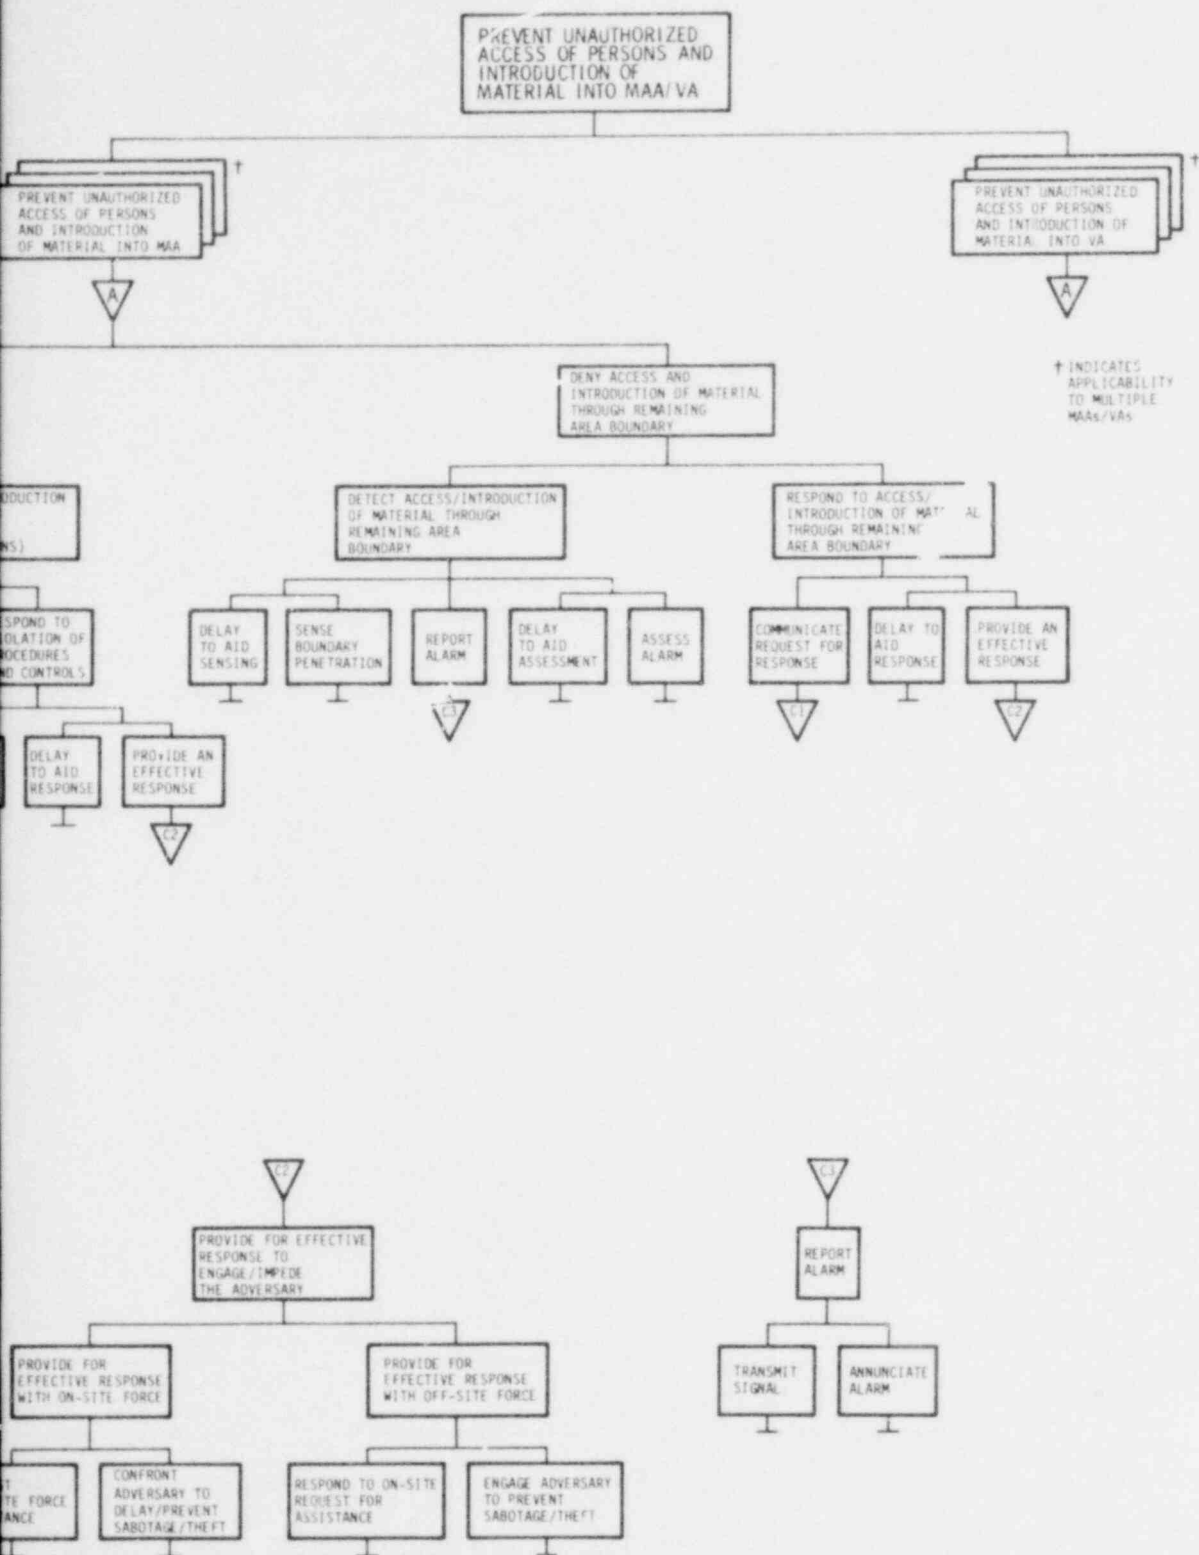 PREVENT UNAUTHORIZED
ACCESS OF PERSONS AND
INTRODUCTION OF
MATERIAL INTO MAA/VA
†
PREVENT UNAUTHORIZED
ACCESS OF PERSONS
AND INTRODUCTION
OF MATERIAL INTO MAA
A
†
PREVENT UNAUTHORIZED
ACCESS OF PERSONS
AND INTRODUCTION OF
MATERIAL INTO VA
A
† INDICATES
APPLICABILITY
TO MULTIPLE
MAAs/VAs
DENY ACCESS AND
INTRODUCTION OF MATERIAL
THROUGH REMAINING
AREA BOUNDARY
ODUCTION
NS)
DETECT ACCESS/INTRODUCTION
OF MATERIAL THROUGH
REMAINING AREA
BOUNDARY
RESPOND TO ACCESS/
INTRODUCTION OF MAT AL
THROUGH REMAINING
AREA BOUNDARY
SPOND TO
OLATION OF
OCEDURES
ND CONTROLS
DELAY
TO AID
SENSING
SENSE
BOUNDARY
PENETRATION
REPORT
ALARM
C3
DELAY
TO AID
ASSESSMENT
ASSESS
ALARM
COMMUNICATE
REQUEST FOR
RESPONSE
C1
DELAY TO
AID
RESPONSE
PROVIDE AN
EFFECTIVE
RESPONSE
C2
DELAY
TO AID
RESPONSE
PROVIDE AN
EFFECTIVE
RESPONSE
C2
C2
PROVIDE FOR EFFECTIVE
RESPONSE TO
ENGAGE/IMPEDE
THE ADVERSARY
PROVIDE FOR
EFFECTIVE RESPONSE
WITH ON-SITE FORCE
PROVIDE FOR
EFFECTIVE RESPONSE
WITH OFF-SITE FORCE
T
TE FORCE
ANCE
CONFRONT
ADVERSARY TO
DELAY/PREVENT
SABOTAGE/THEFT
RESPOND TO ON-SITE
REQUEST FOR
ASSISTANCE
ENGAGE ADVERSARY
TO PREVENT
SABOTAGE/THEFT
C3
REPORT
ALARM
TRANSMIT
SIGNAL
ANNUNCIATE
ALARM